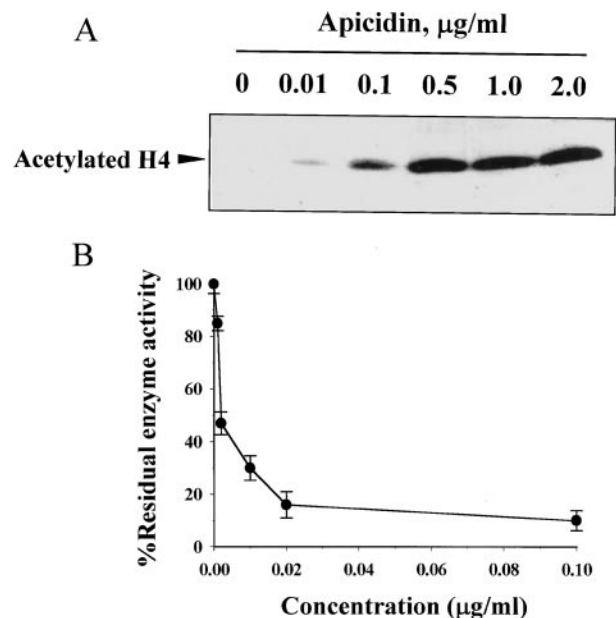 A
Apicidin, µg/ml
0 0.01 0.1 0.5 1.0 2.0
Acetylated H4
B
%Residual enzyme activity
100
80
60
40
20
0
0.00 0.02 0.04 0.06 0.08 0.10
Concentration (µg/ml)